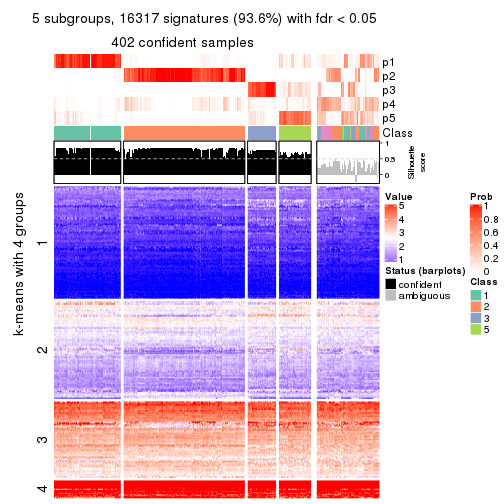 5 subgroups, 16317 signatures (93.6%) with fdr < 0.05
402 confident samples
p1
p2
p3
p4
p5
Class
1
0.5
0
Silhouette
score
k-means with 4 groups
1
2
3
4
Value
5
4
3
2
1
Status (barplots)
confident
ambiguous
Prob
1
0.8
0.6
0.4
0.2
0
Class
1
2
3
5